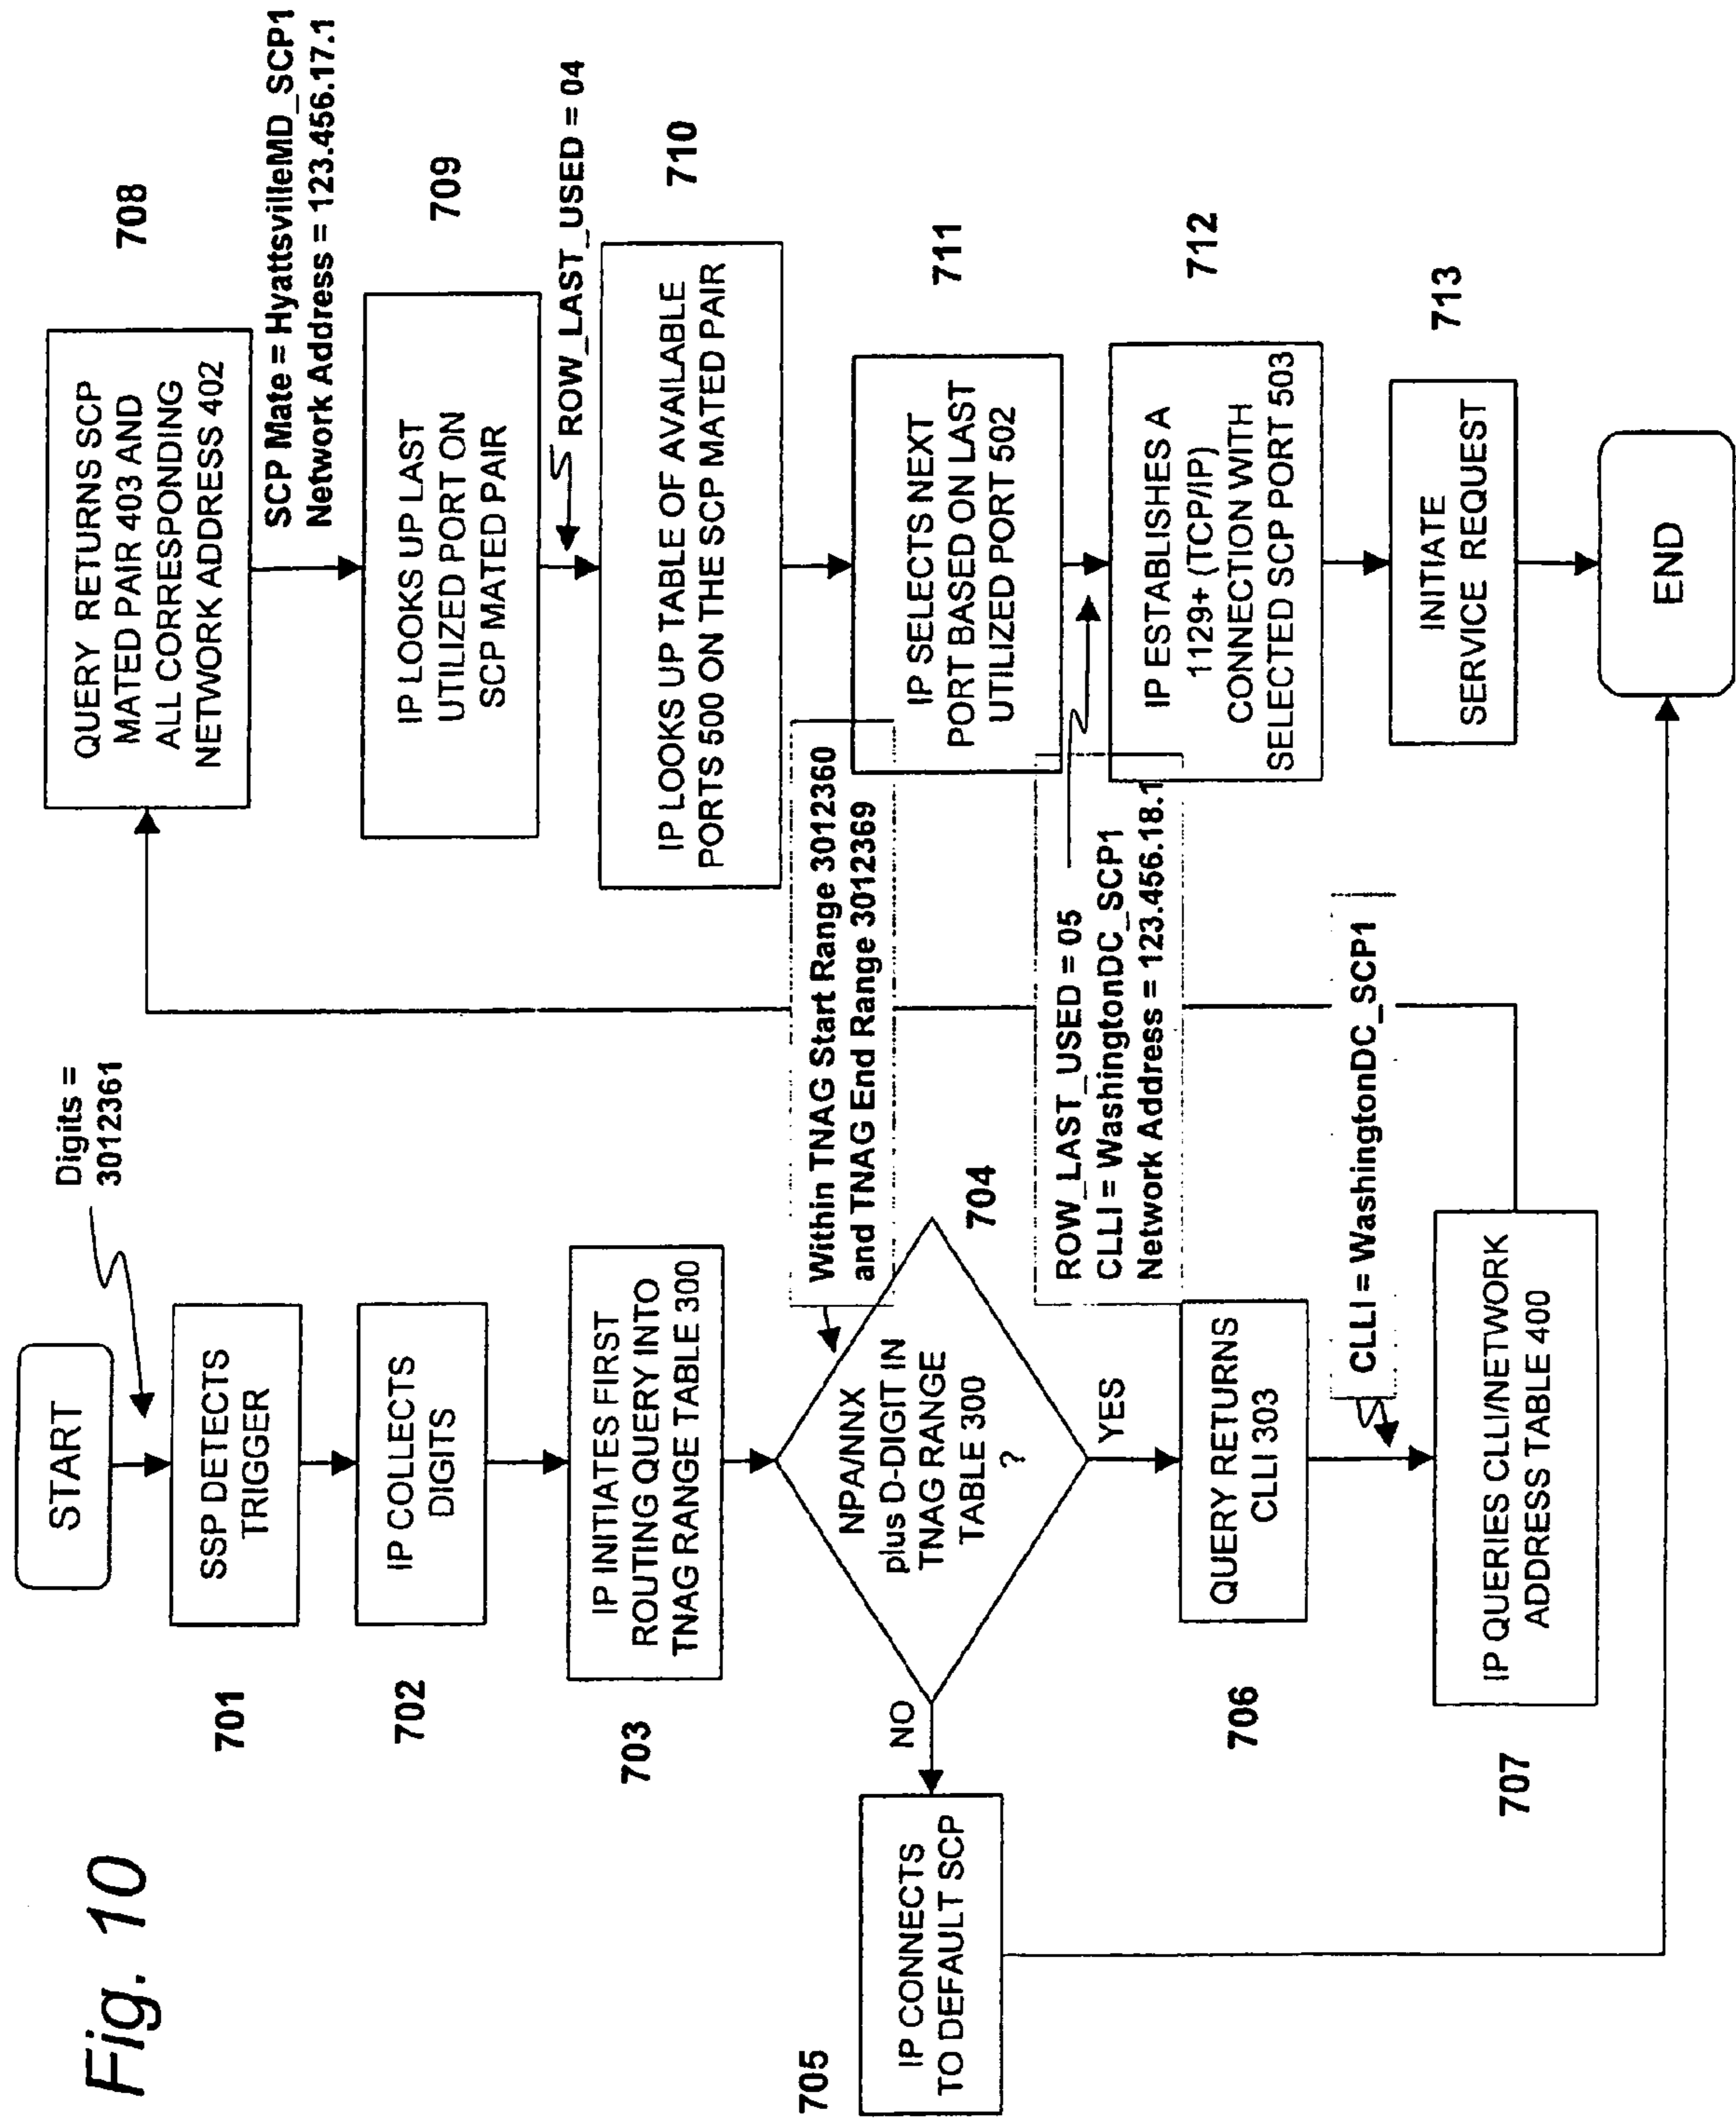 Fig. 10
START
Digits =
3012361
SSP DETECTS
TRIGGER
701
IP COLLECTS
DIGITS
702
IP INITIATES FIRST
ROUTING QUERY INTO
TNAG RANGE TABLE 300
703
Within TNAG Start Range 3012360
and TNAG End Range 3012369
NPA/NNX
plus D-DIGIT IN
TNAG RANGE
TABLE 300
?
704
NO
YES
705
IP CONNECTS
TO DEFAULT SCP
QUERY RETURNS
CLLI 303
706
CLLI = WashingtonDC_SCP1
IP QUERIES CLLI/NETWORK
ADDRESS TABLE 400
707
QUERY RETURNS SCP
MATED PAIR 403 AND
ALL CORRESPONDING
NETWORK ADDRESS 402
708
SCP Mate = HyattsvilleMD_SCP1
Network Address = 123.456.17.1
IP LOOKS UP LAST
UTILIZED PORT ON
SCP MATED PAIR
709
ROW_LAST_USED = 04
IP LOOKS UP TABLE OF AVAILABLE
PORTS 500 ON THE SCP MATED PAIR
710
IP SELECTS NEXT
PORT BASED ON LAST
UTILIZED PORT 502
711
ROW_LAST_USED = 05
CLLI = WashingtonDC_SCP1
Network Address = 123.456.18.1
IP ESTABLISHES A
1129+ (TCP/IP)
CONNECTION WITH
SELECTED SCP PORT 503
712
INITIATE
SERVICE REQUEST
713
END